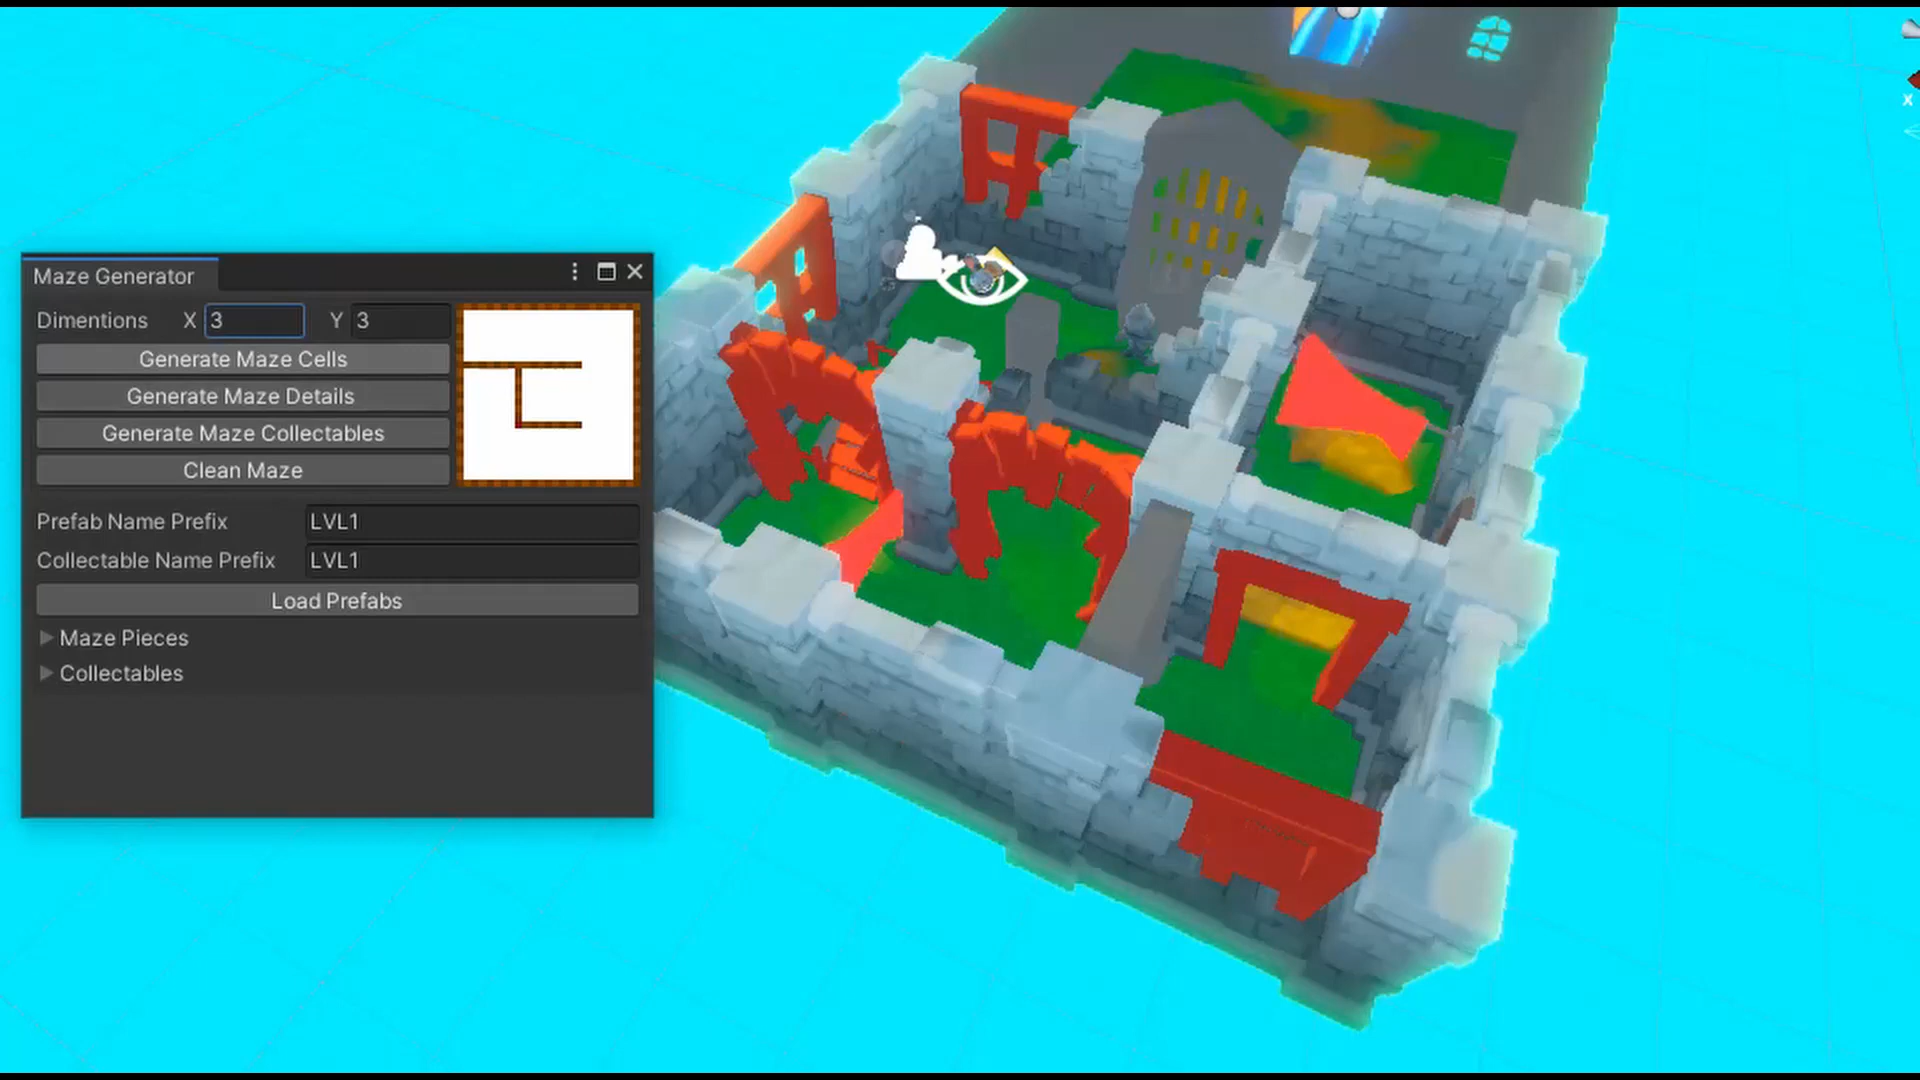 Maze Generator
Dimentions X 3 Y 3
Generate Maze Cells
Generate Maze Details
Generate Maze Collectables
Clean Maze
Prefab Name Prefix LVL1
Collectable Name Prefix LVL1
Load Prefabs
Maze Pieces
Collectables
x